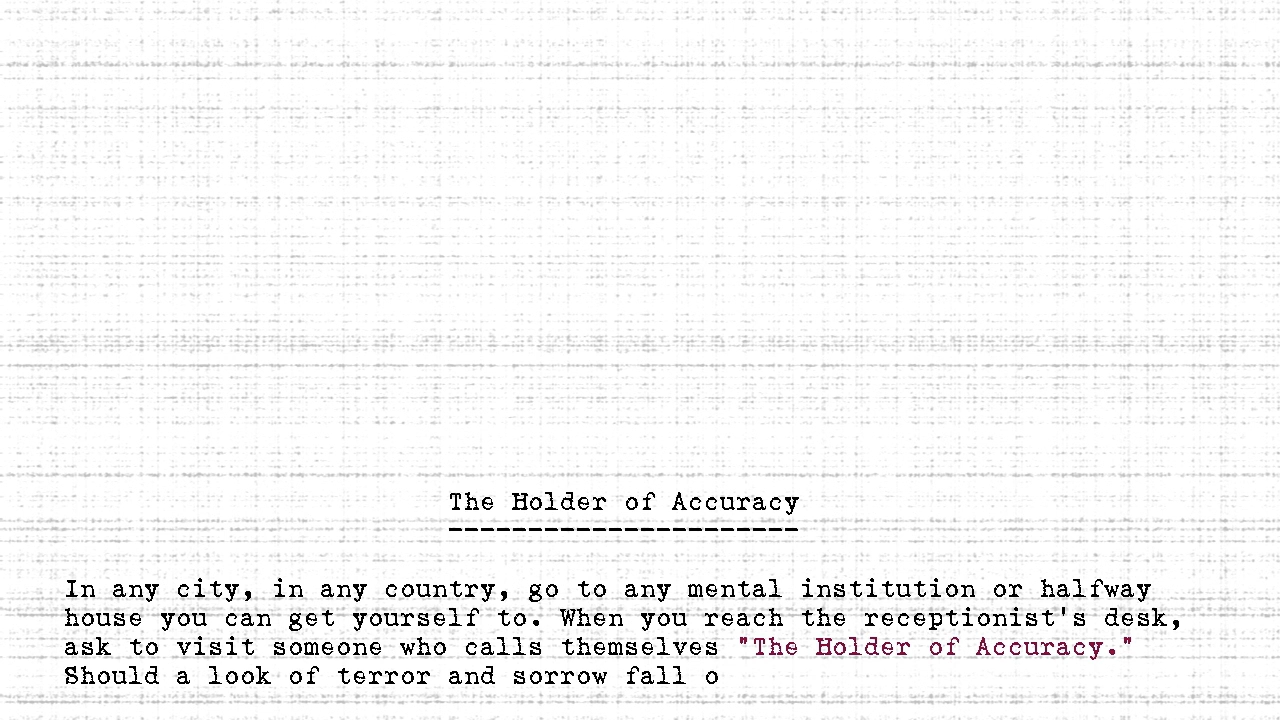 The Holder of Accuracy
----------------------
In any city, in any country, go to any mental institution or halfway
house you can get yourself to. When you reach the receptionist's desk,
ask to visit someone who calls themselves "The Holder of Accuracy."
Should a look of terror and sorrow fall o